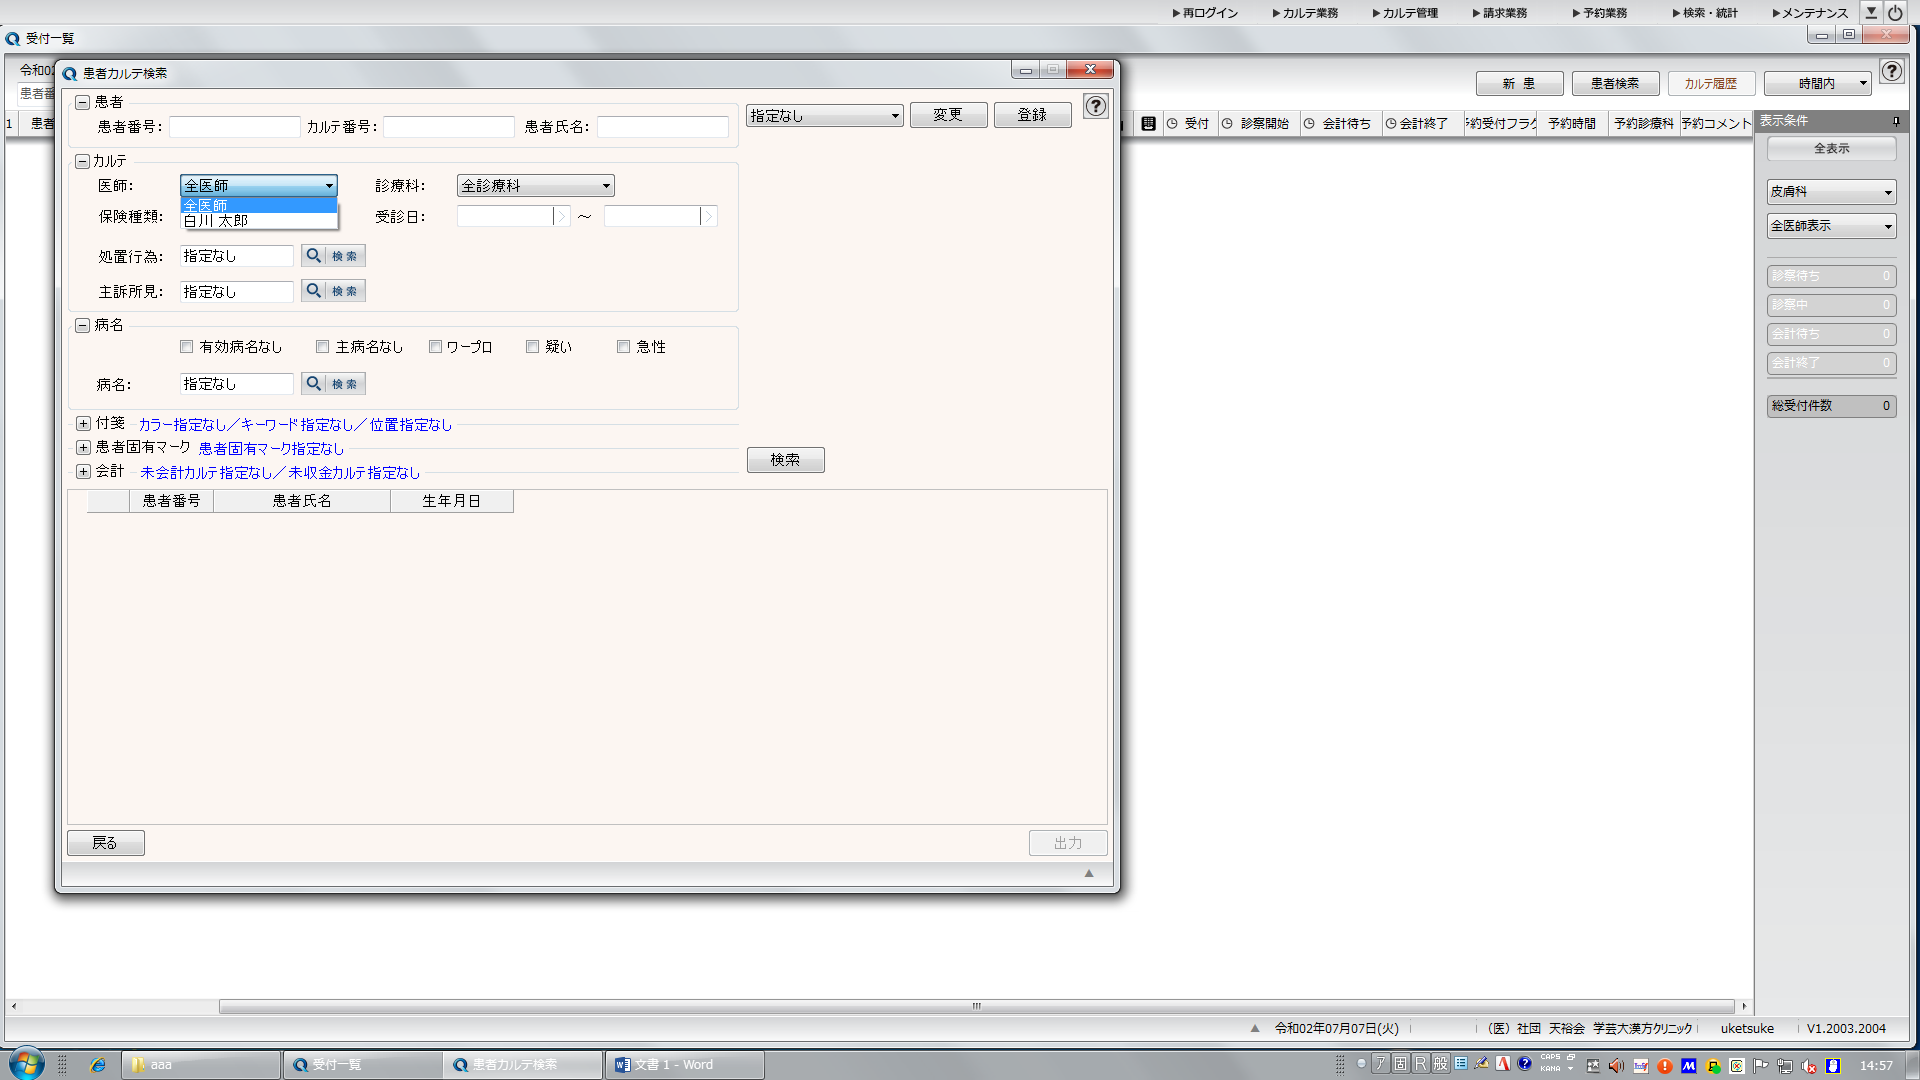 ▶再ログイン ▶カルテ業務 ▶カルテ管理 ▶請求業務 ▶予約業務 ▶検索・統計 ▶メンテナンス
受付一覧
令和0
患者番
新 患 患者検索 カルテ履歴 時間内
1 患者
受付 診察開始 会計待ち 会計終了 予約受付フラグ 予約時間 予約診療科 予約コメント
患者カルテ検索
患者
患者番号: カルテ番号: 患者氏名:
指定なし 変更 登録
カルテ
医師: 全医師 診療科: 全診療科
全医師
白川 太郎
保険種類: 受診日: ～
処置行為: 指定なし 検索
主訴所見: 指定なし 検索
病名
有効病名なし 主病名なし ワープロ 疑い 急性
病名: 指定なし 検索
付箋 カラー指定なし／キーワード指定なし／位置指定なし
患者固有マーク 患者固有マーク指定なし
会計 未会計カルテ指定なし／未収金カルテ指定なし
検索
患者番号 患者氏名 生年月日
戻る 出力
表示条件
全表示
皮膚科
全医師表示
診察待ち 0
診察中 0
会計待ち 0
会計終了 0
総受付件数 0
令和02年07月07日(火) （医）社団 天裕会 学芸大漢方クリニック uketsuke V1.2003.2004
aaa 受付一覧 患者カルテ検索 文書 1 - Word
ア 固 R 般 CAPS KANA 14:57